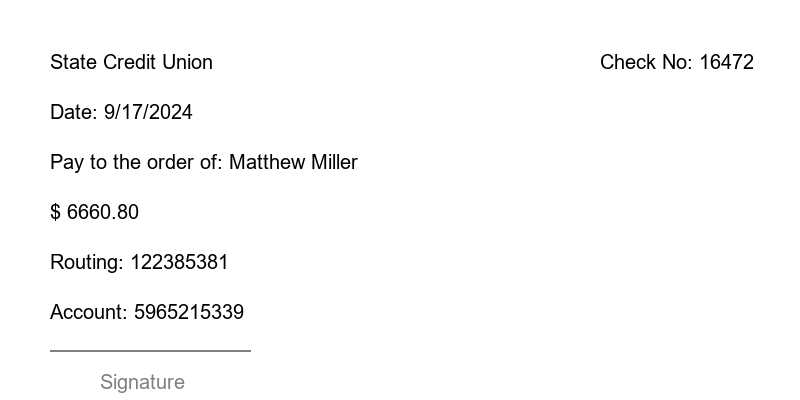 State Credit Union
Check No: 16472
Date: 9/17/2024
Pay to the order of: Matthew Miller
$ 6660.80
Routing: 122385381
Account: 5965215339
Signature